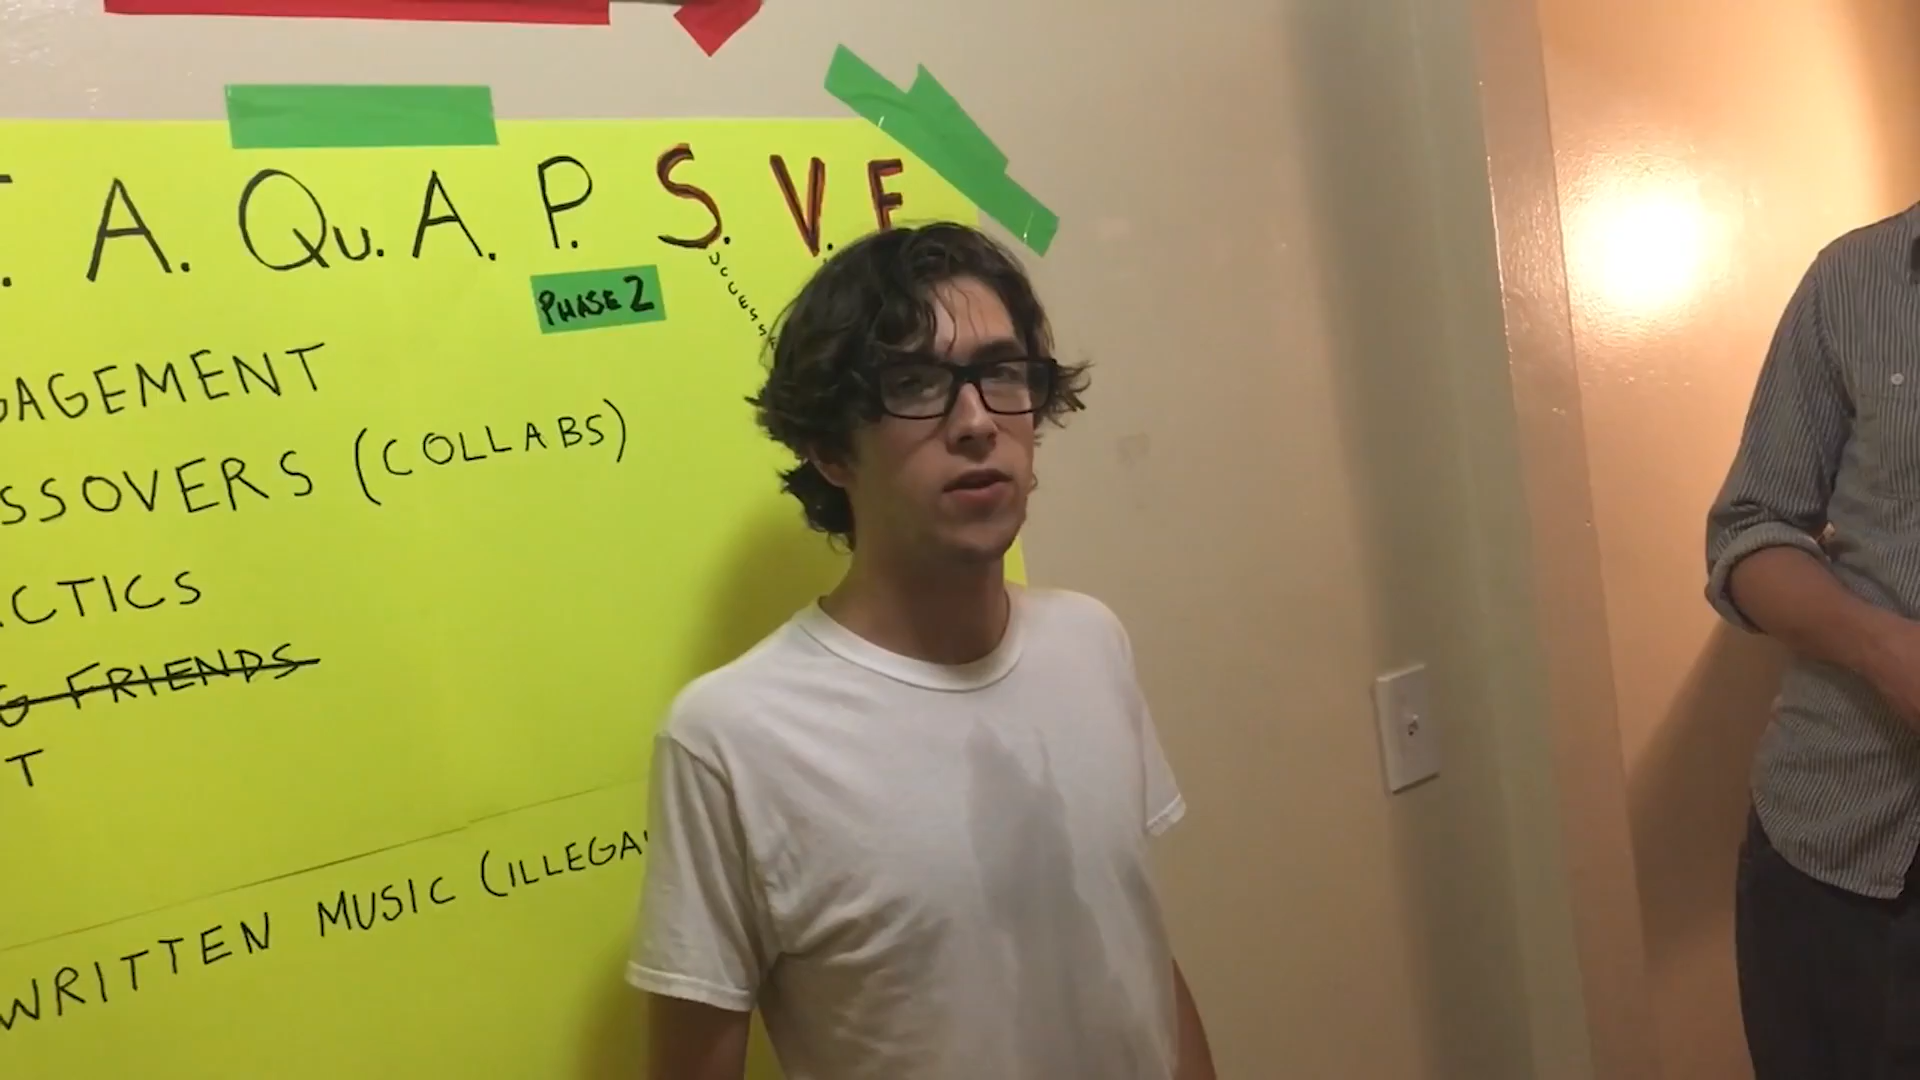 . A. Qu. A. P. S. V. F
UCCESS
PHASE 2
GAGEMENT
SSOVERS (COLLABS)
CTICS
G FRIENDS
T
WRITTEN MUSIC (ILLEGA